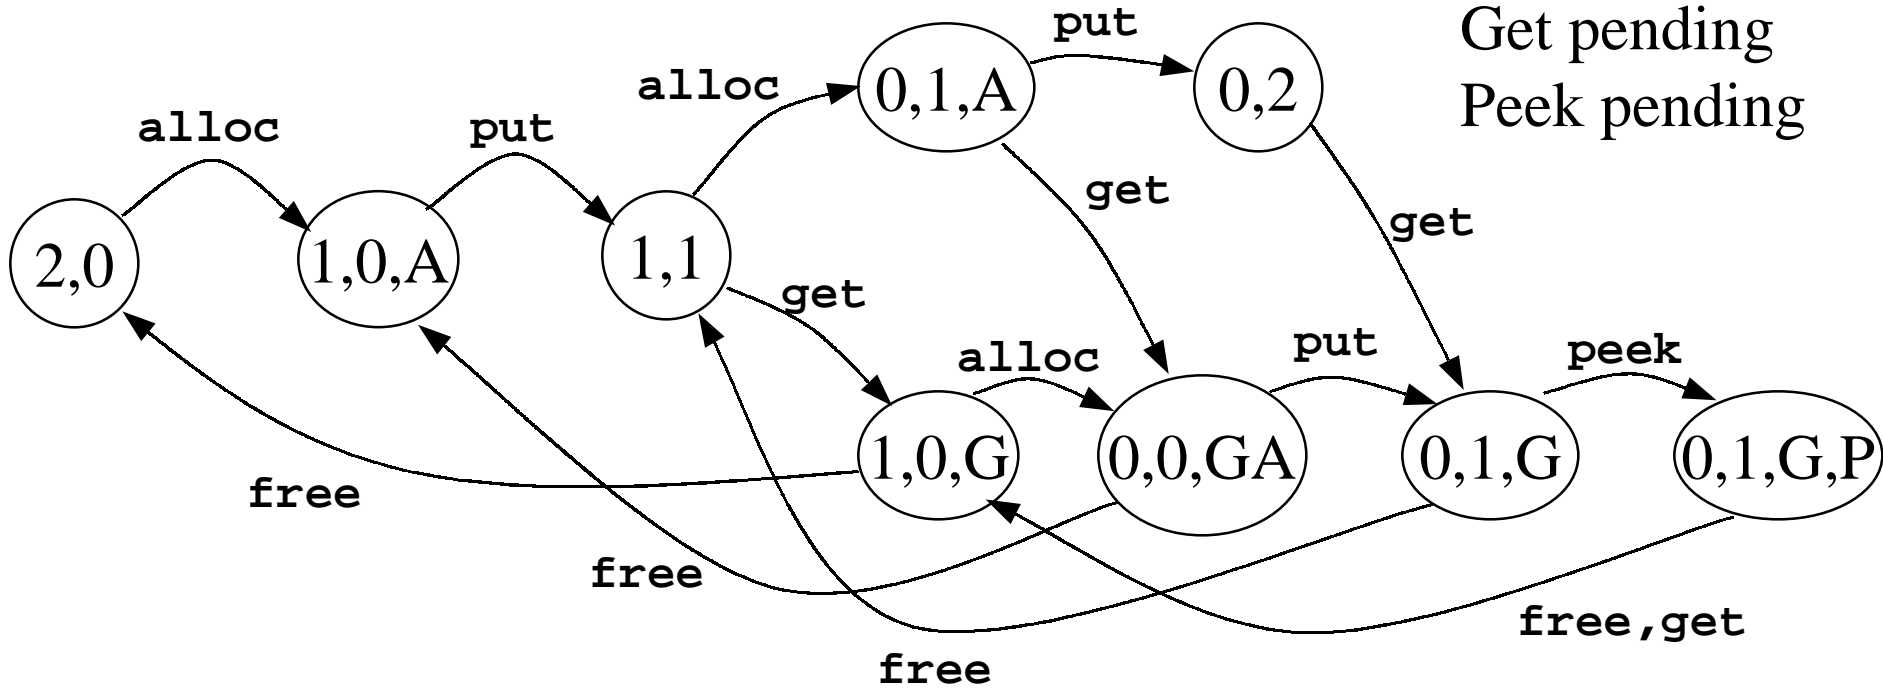 put
Get pending
alloc
0,1,A
0,2
Peek pending
alloc
put
get
get
2,0
1,0,A
1,1
get
alloc
put
peek
1,0,G
0,0,GA
0,1,G
0,1,G,P
free
free
free,get
free